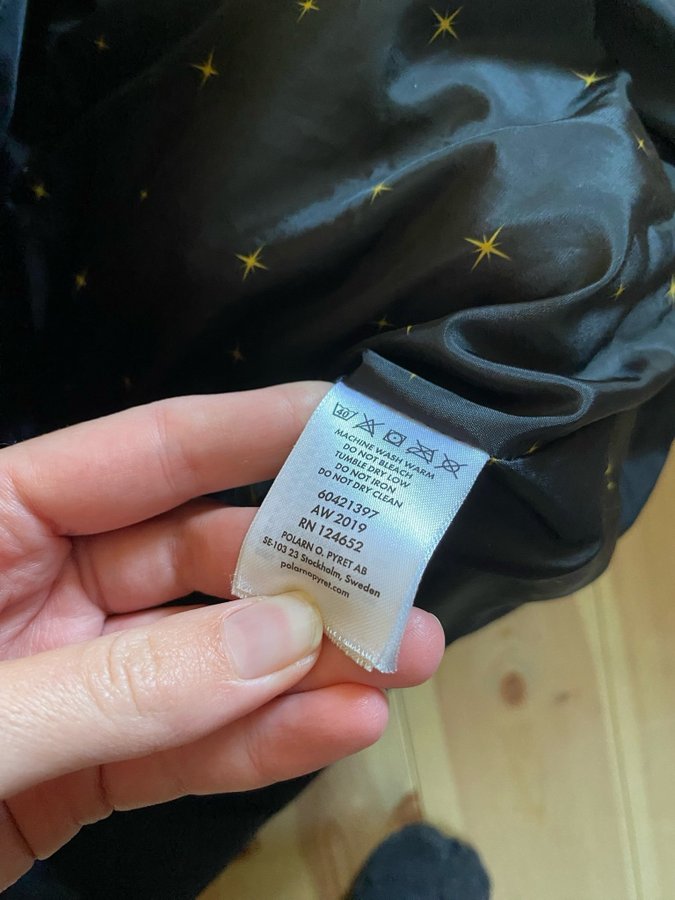 40
MACHINE WASH WARM
DO NOT BLEACH
TUMBLE DRY LOW
DO NOT IRON
DO NOT DRY CLEAN
60421397
AW 2019
RN 124652
POLARN O. PYRET AB
SE-103 23 Stockholm, Sweden
polarnopyret.com